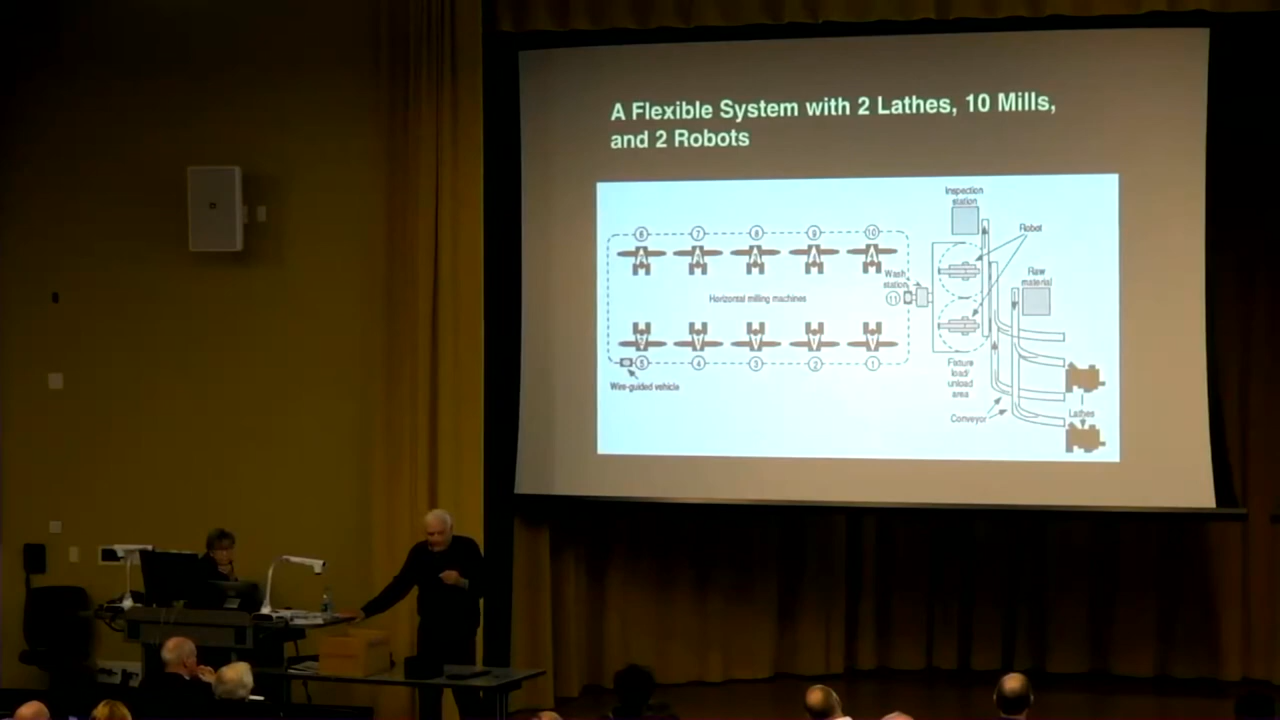 A Flexible System with 2 Lathes, 10 Mills,
and 2 Robots
Inspection
station
Robot
6 7 8 9 10
Wash
station
11
Raw
material
Horizontal milling machines
5 4 3 2 1
Wire-guided vehicle
Fixture
load/
unload
area
Conveyor
Lathes